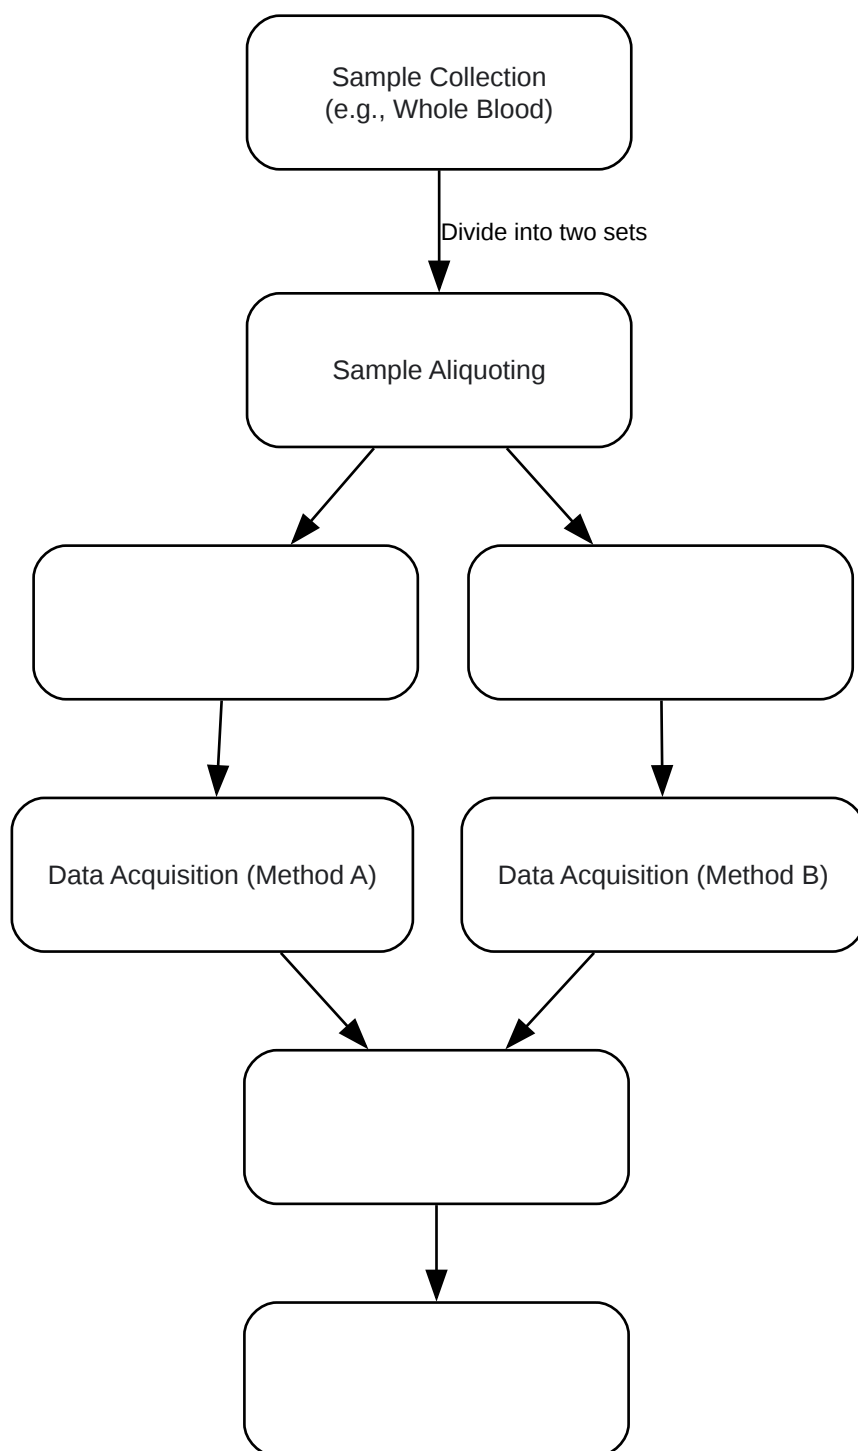 Sample Collection
(e.g., Whole Blood)
Divide into two sets
Sample Aliquoting
Data Acquisition (Method A)
Data Acquisition (Method B)